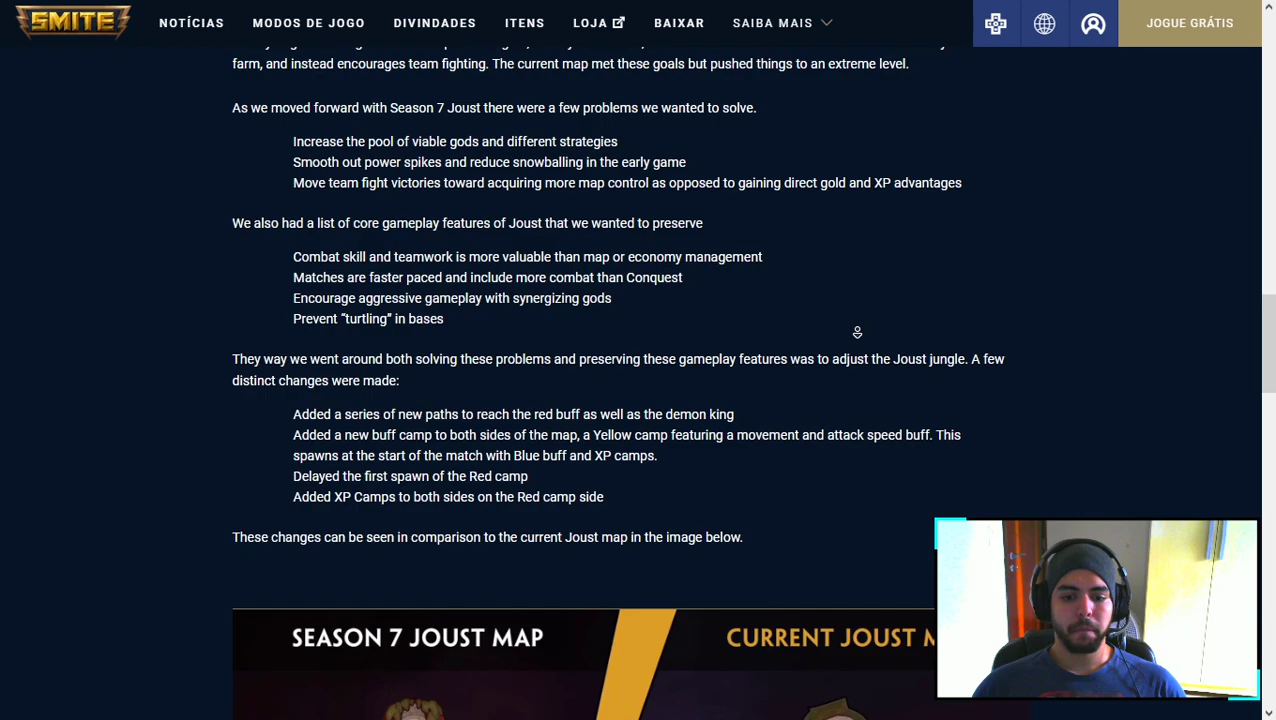 SMITE
NOTÍCIAS
MODOS DE JOGO
DIVINDADES
ITENS
LOJA
BAIXAR
SAIBA MAIS
JOGUE GRÁTIS
farm, and instead encourages team fighting. The current map met these goals but pushed things to an extreme level.
As we moved forward with Season 7 Joust there were a few problems we wanted to solve.
Increase the pool of viable gods and different strategies
Smooth out power spikes and reduce snowballing in the early game
Move team fight victories toward acquiring more map control as opposed to gaining direct gold and XP advantages
We also had a list of core gameplay features of Joust that we wanted to preserve
Combat skill and teamwork is more valuable than map or economy management
Matches are faster paced and include more combat than Conquest
Encourage aggressive gameplay with synergizing gods
Prevent “turtling” in bases
They way we went around both solving these problems and preserving these gameplay features was to adjust the Joust jungle. A few
distinct changes were made:
Added a series of new paths to reach the red buff as well as the demon king
Added a new buff camp to both sides of the map, a Yellow camp featuring a movement and attack speed buff. This
spawns at the start of the match with Blue buff and XP camps.
Delayed the first spawn of the Red camp
Added XP Camps to both sides on the Red camp side
These changes can be seen in comparison to the current Joust map in the image below.
SEASON 7 JOUST MAP
CURRENT JOUST M